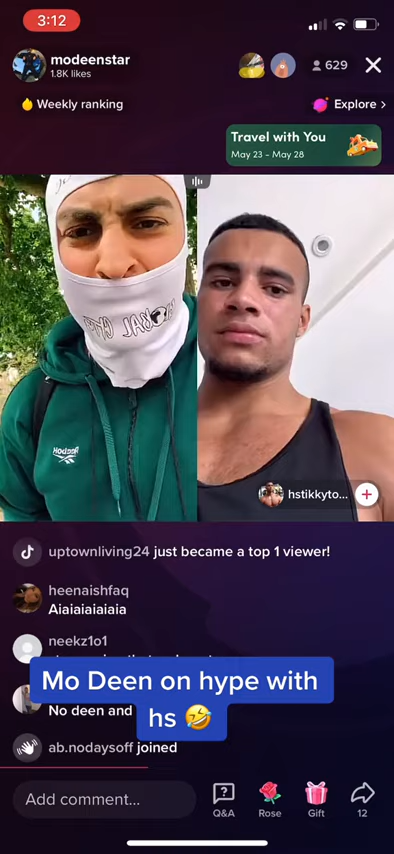 3:12
modeenstar
1.8K likes
629
Weekly ranking
Explore >
Travel with You
May 23 - May 28
Reebok
hstikkyto...
uptownliving24 just became a top 1 viewer!
heenaishfaq
Aiaiaiaiaiaia
neekz1o1
Mo Deen on hype with
hs 🤣
No deen and
ab.nodaysoff joined
Add comment...
Q&A
Rose
Gift
12